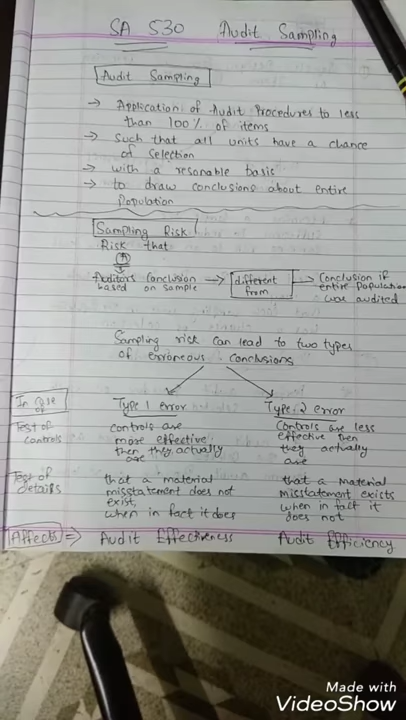 SA 530 Audit Sampling
Audit Sampling
→ Application of Audit Procedures to less
than 100% of items
→ Such that all units have a chance
of selection
→ with a resonable basis
→ to draw conclusions about entire
Population
Sampling Risk
Risk that
Auditors conclusion → different → conclusion if
based on sample from entire population
was audited
Sampling risk can lead to two types
of erroneous conclusions
In case of Type 1 error Type 2 error
Test of controls are Controls are less
controls more effective effective then
then they actually they actually
are are
Test of that a material that a material
details misstatement does not misstatement exists
exist, when in fact it
when in fact it does does not
Affects ⇒ Audit Effectiveness Audit Efficiency
Made with
VideoShow